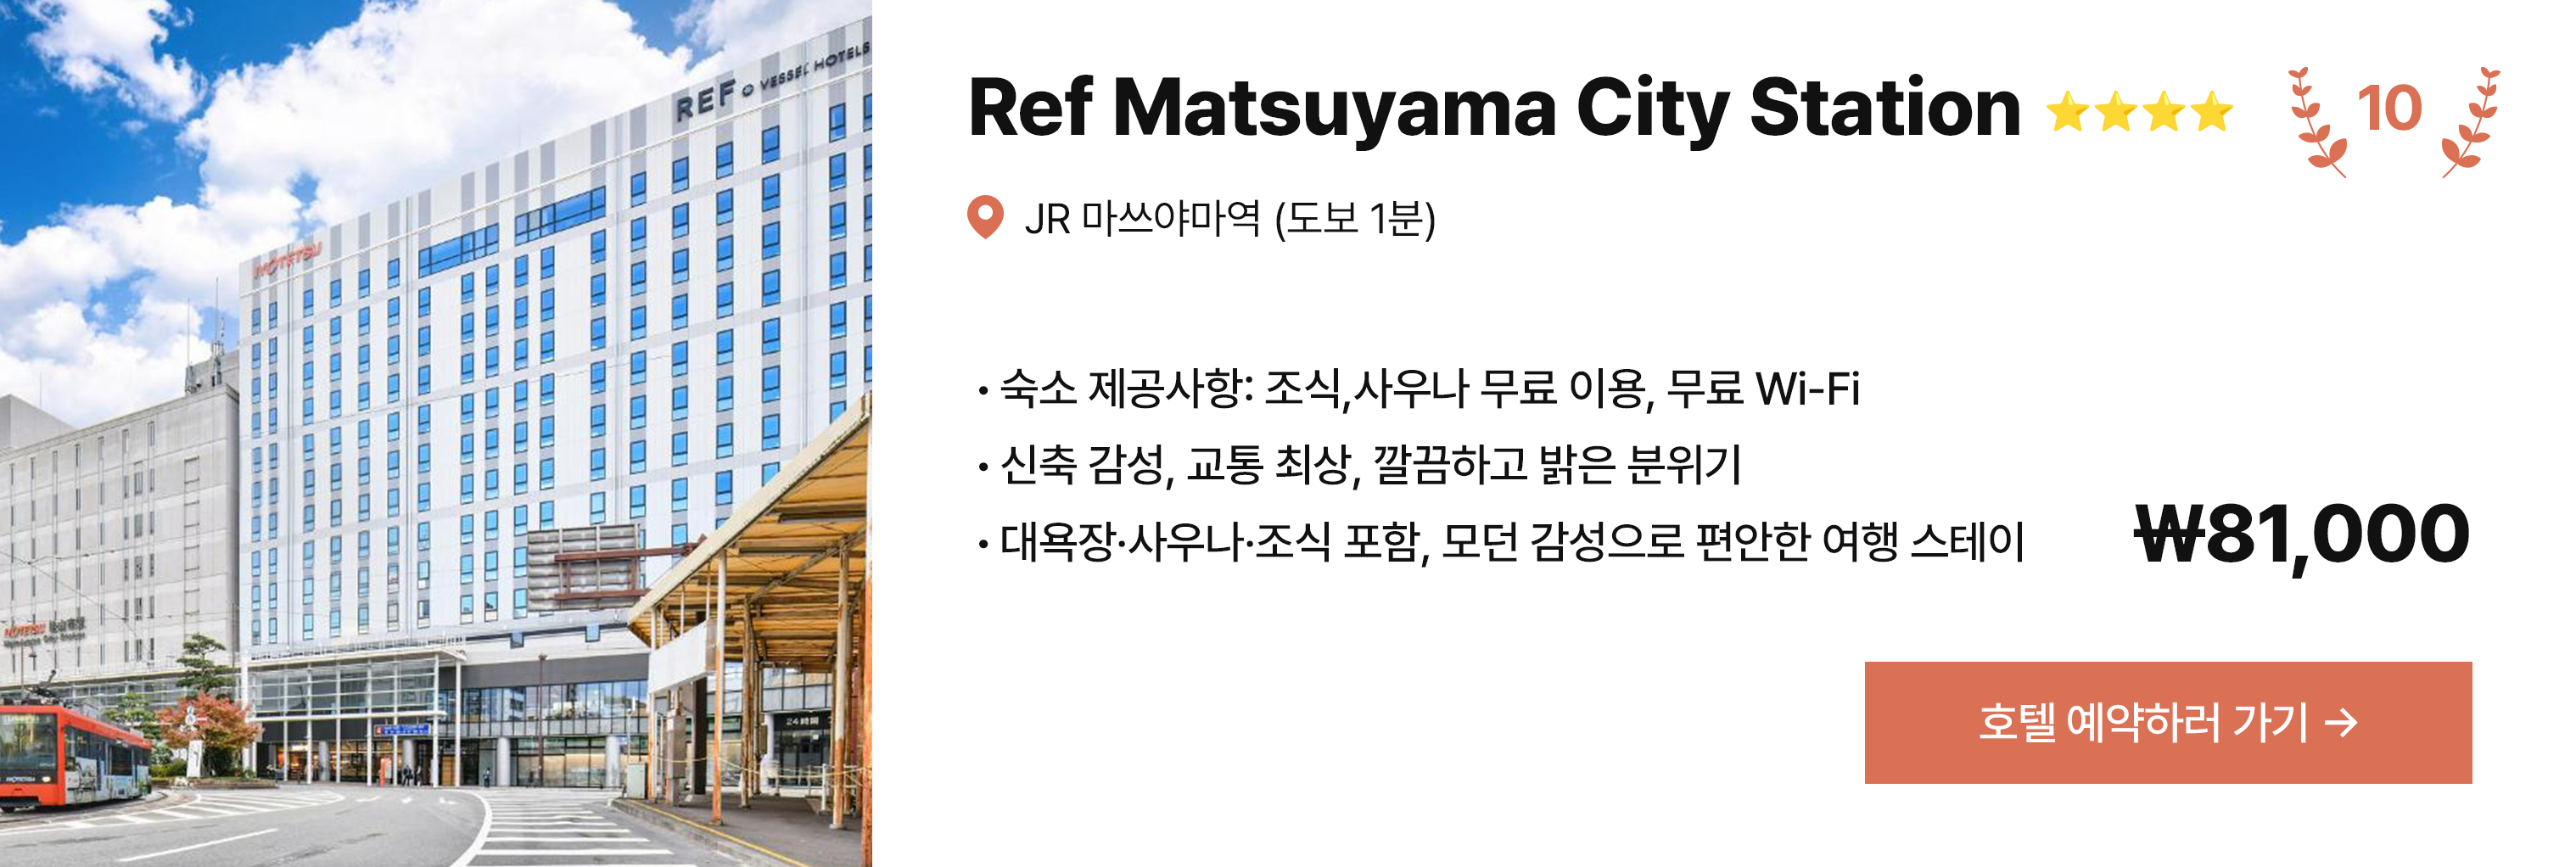 Ref Matsuyama City Station ⭐⭐⭐⭐ 10
JR 마쓰야마역 (도보 1분)
• 숙소 제공사항: 조식,사우나 무료 이용, 무료 Wi-Fi
• 신축 감성, 교통 최상, 깔끔하고 밝은 분위기
• 대욕장·사우나·조식 포함, 모던 감성으로 편안한 여행 스테이
₩81,000
호텔 예약하러 가기 →
REF VESSEL HOTELS
IYOTETSU
24時間